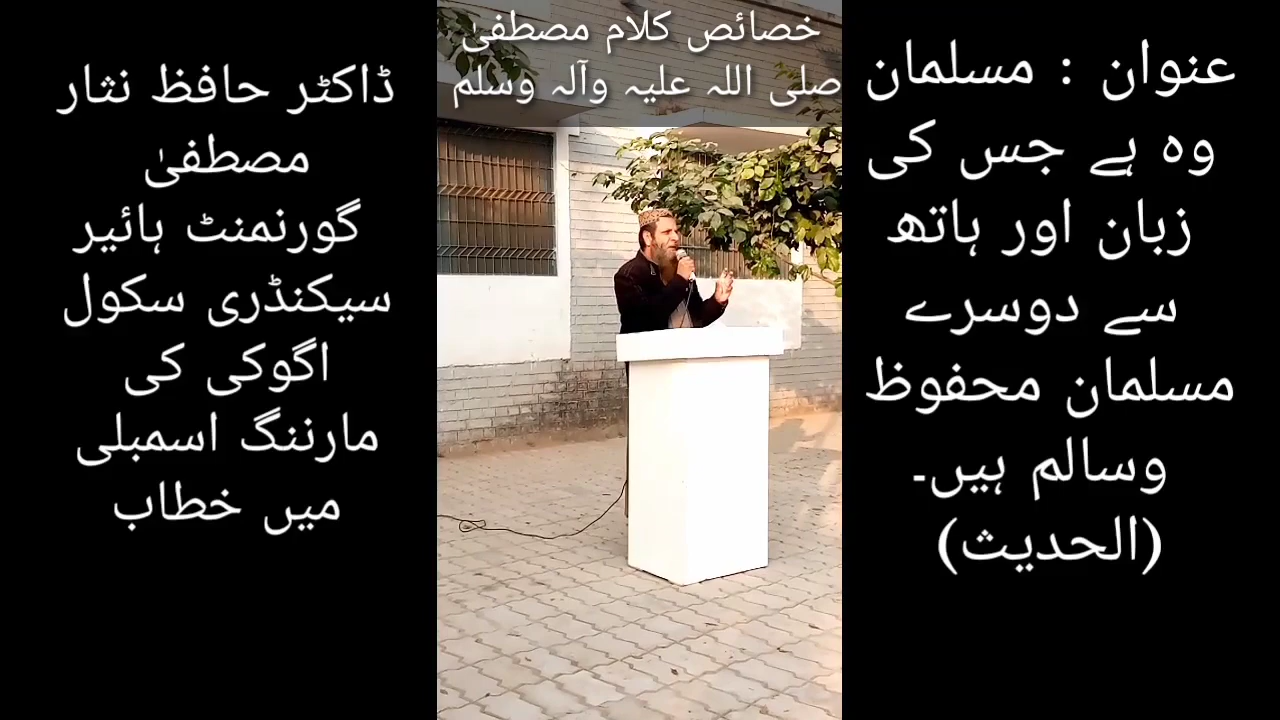 خصائص کلام مصطفیٰ
صلی اللہ علیہ وآلہ وسلم
عنوان : مسلمان
وہ ہے جس کی
زبان اور ہاتھ
سے دوسرے
مسلمان محفوظ
وسالم ہیں۔
(الحدیث)
ڈاکٹر حافظ نثار
مصطفیٰ
گورنمنٹ ہائیر
سیکنڈری سکول
اگوکی کی
مارننگ اسمبلی
میں خطاب